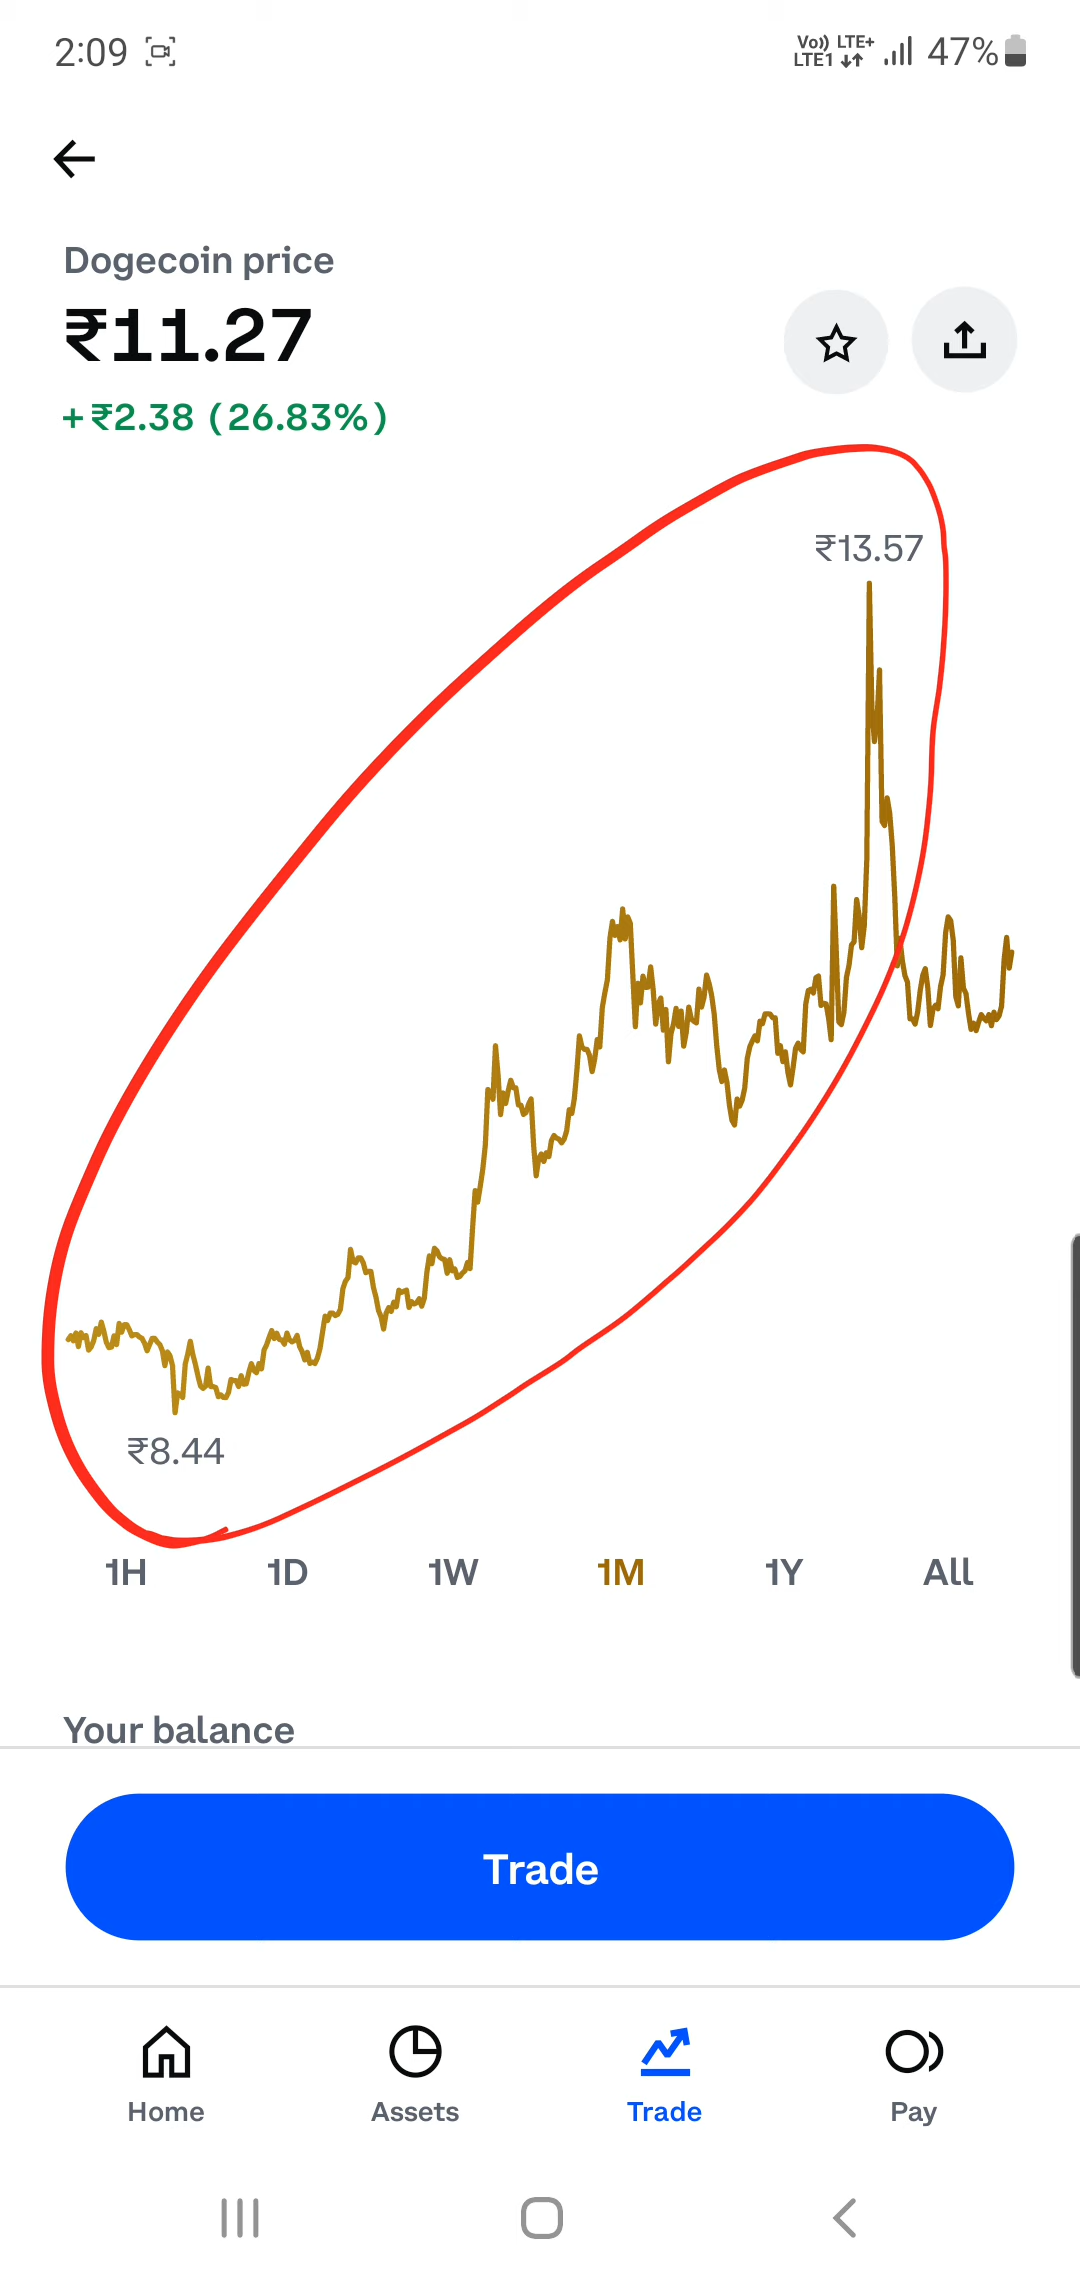 2:09
Vo)) LTE+
LTE1
47%
Dogecoin price
₹11.27
+₹2.38 (26.83%)
₹13.57
₹8.44
1H 1D 1W 1M 1Y All
Your balance
Trade
Home Assets Trade Pay